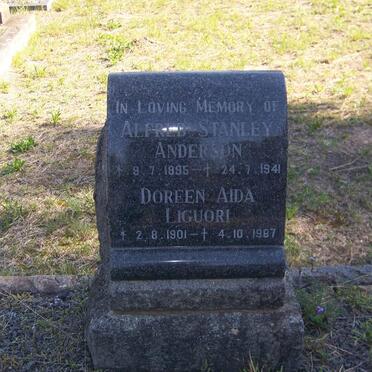 In Loving Memory of
Alfred Stanley
Anderson
* 9.7.1895 - † 24.7.1941
Doreen Aida
Liguori
* 2.8.1901 - † 4.10.1987